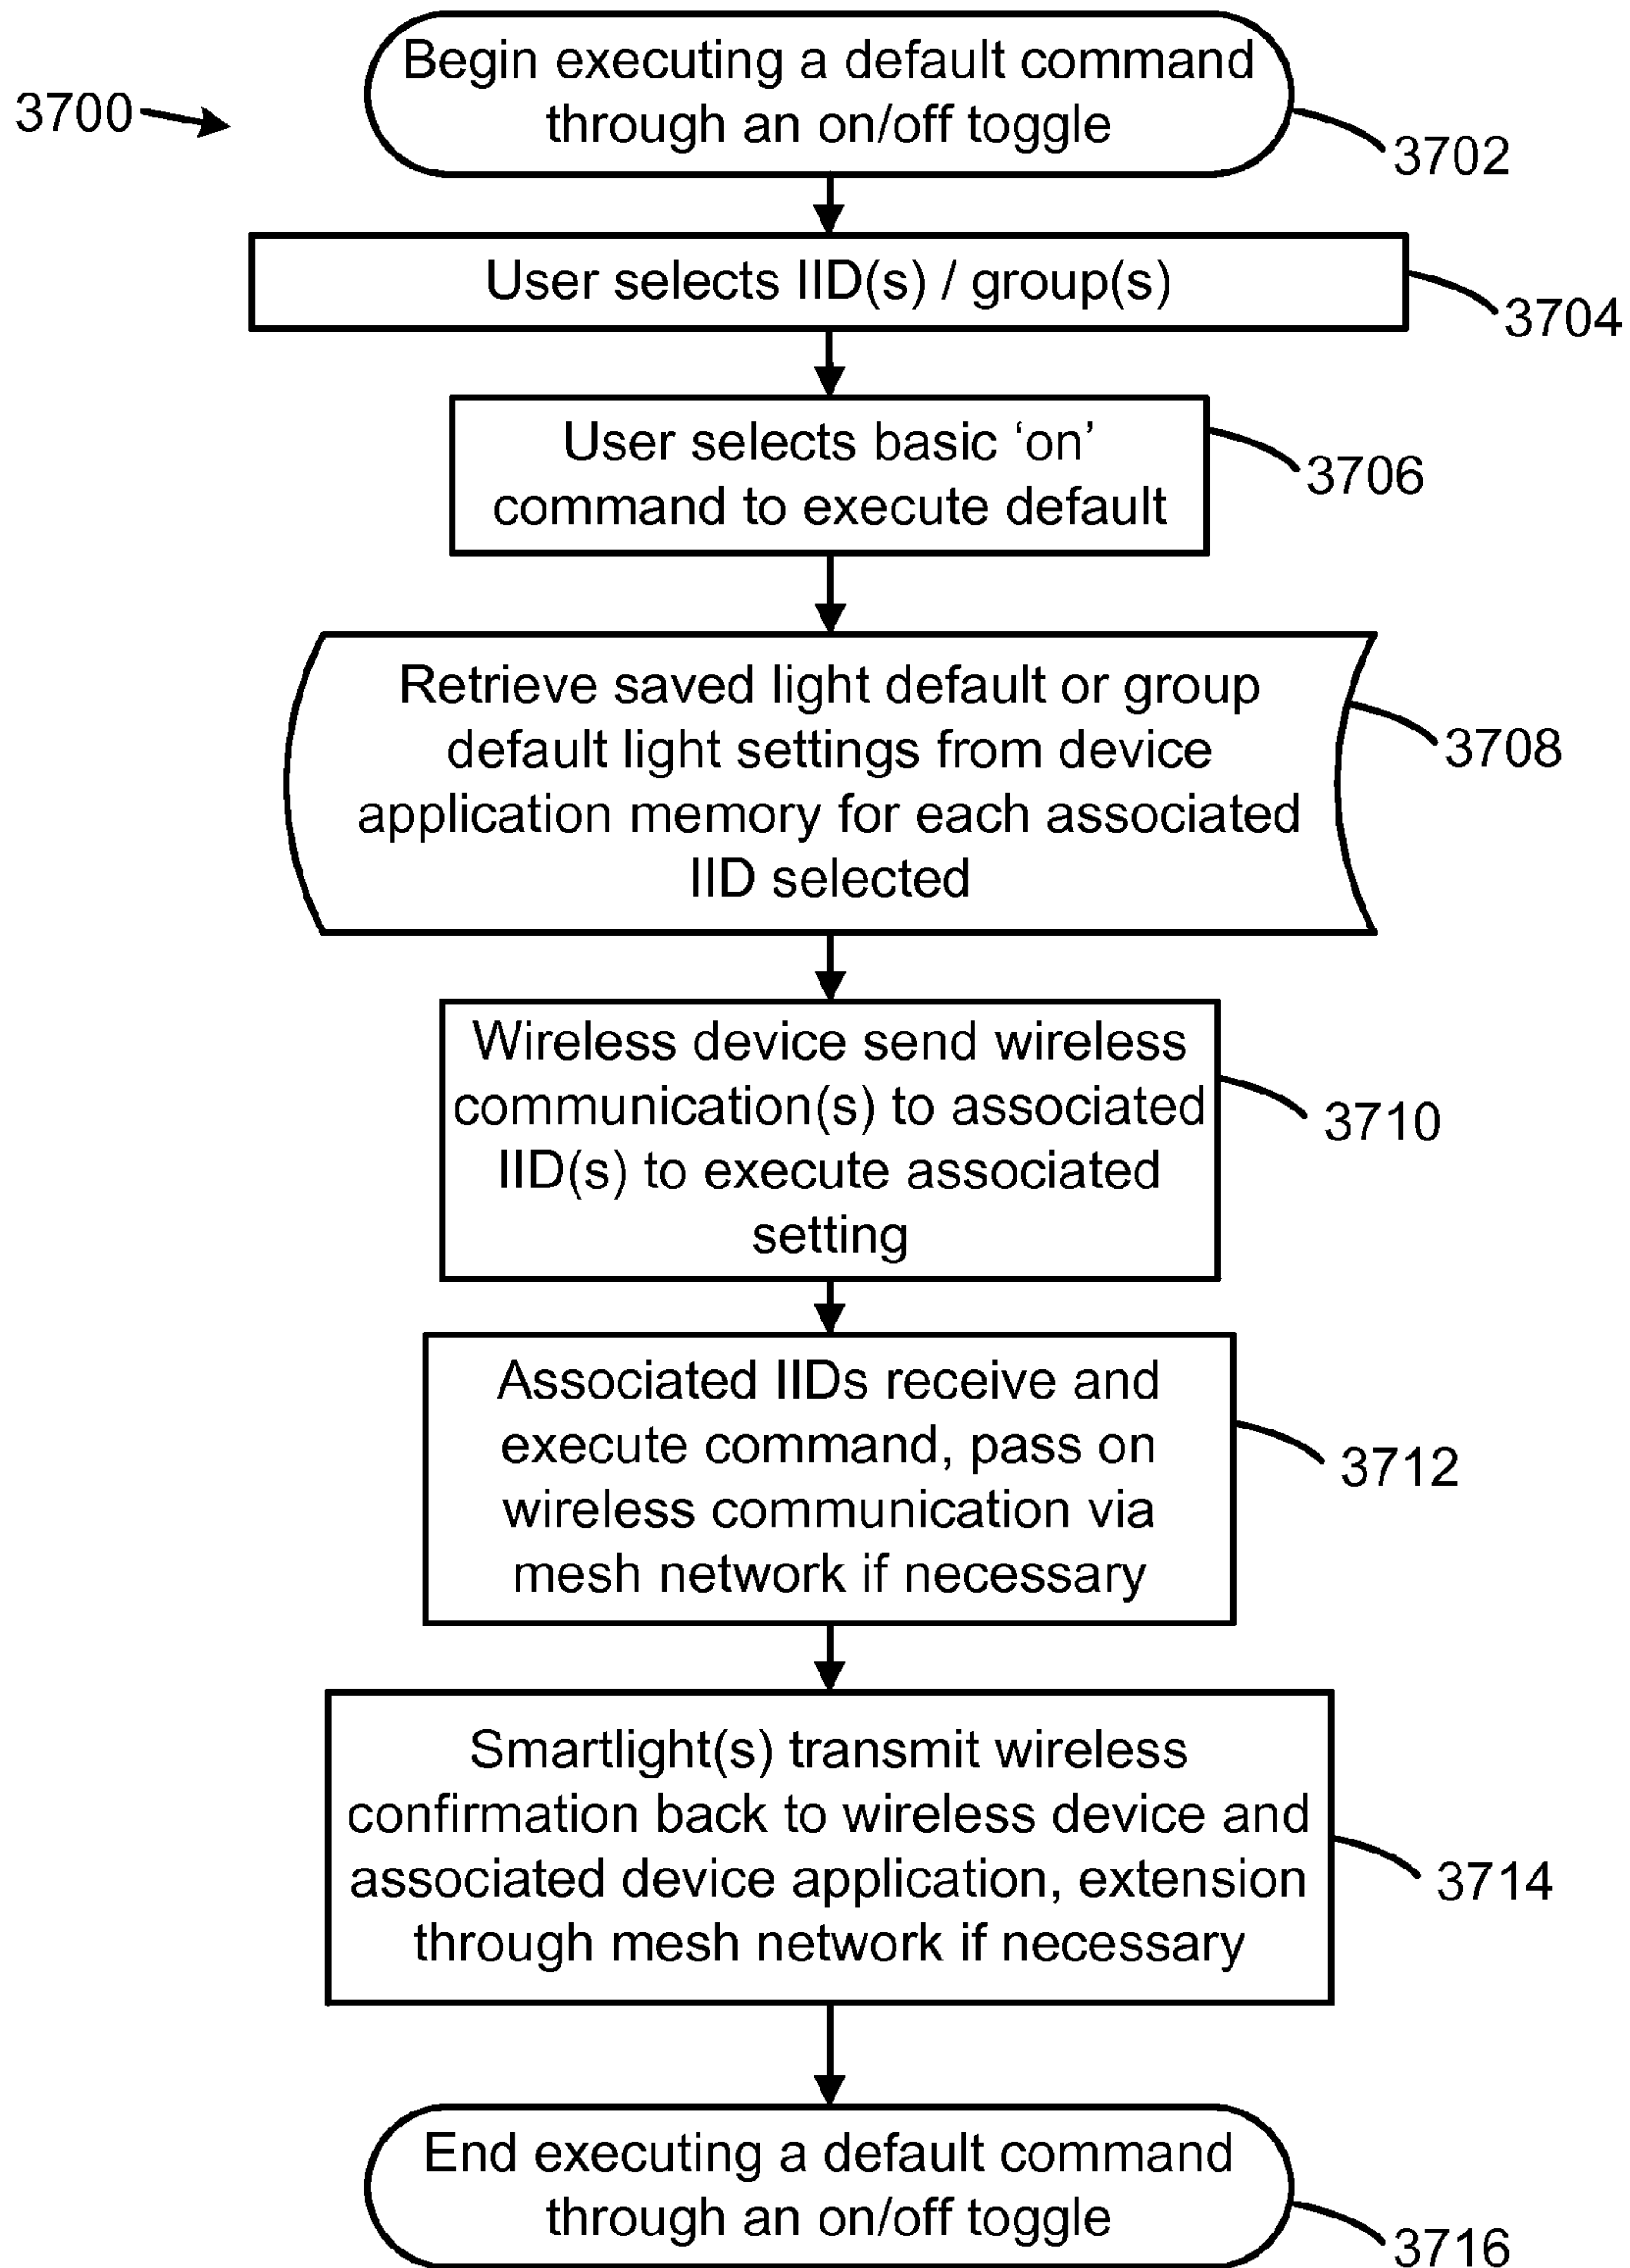 Begin executing a default command
through an on/off toggle
3700
3702
User selects IID(s) / group(s)
3704
User selects basic ‘on’
command to execute default
3706
Retrieve saved light default or group
default light settings from device
application memory for each associated
IID selected
3708
Wireless device send wireless
communication(s) to associated
IID(s) to execute associated
setting
3710
Associated IIDs receive and
execute command, pass on
wireless communication via
mesh network if necessary
3712
Smartlight(s) transmit wireless
confirmation back to wireless device and
associated device application, extension
through mesh network if necessary
3714
End executing a default command
through an on/off toggle
3716